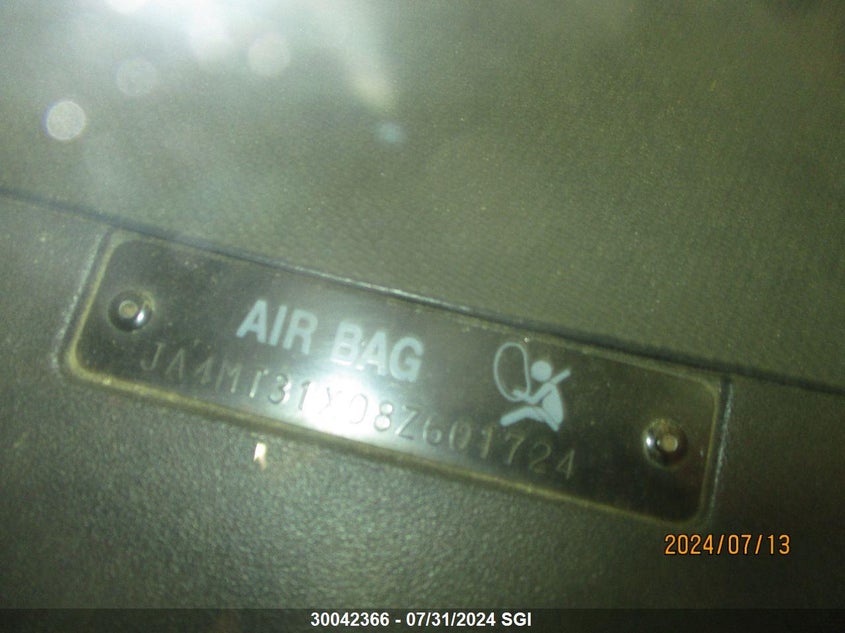 AIR BAG
JA4MT31X08Z601724
2024/07/13
30042366 - 07/31/2024 SGI